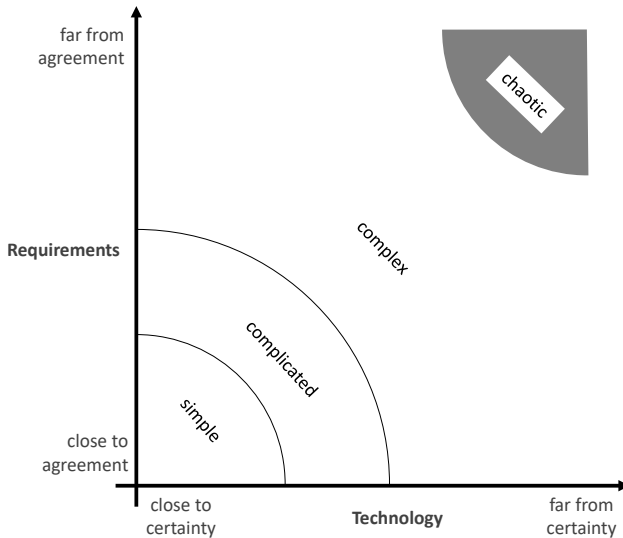 far from
agreement
chaotic
complex
Requirements
complicated
simple
close to
agreement
close to
certainty
Technology
far from
certainty